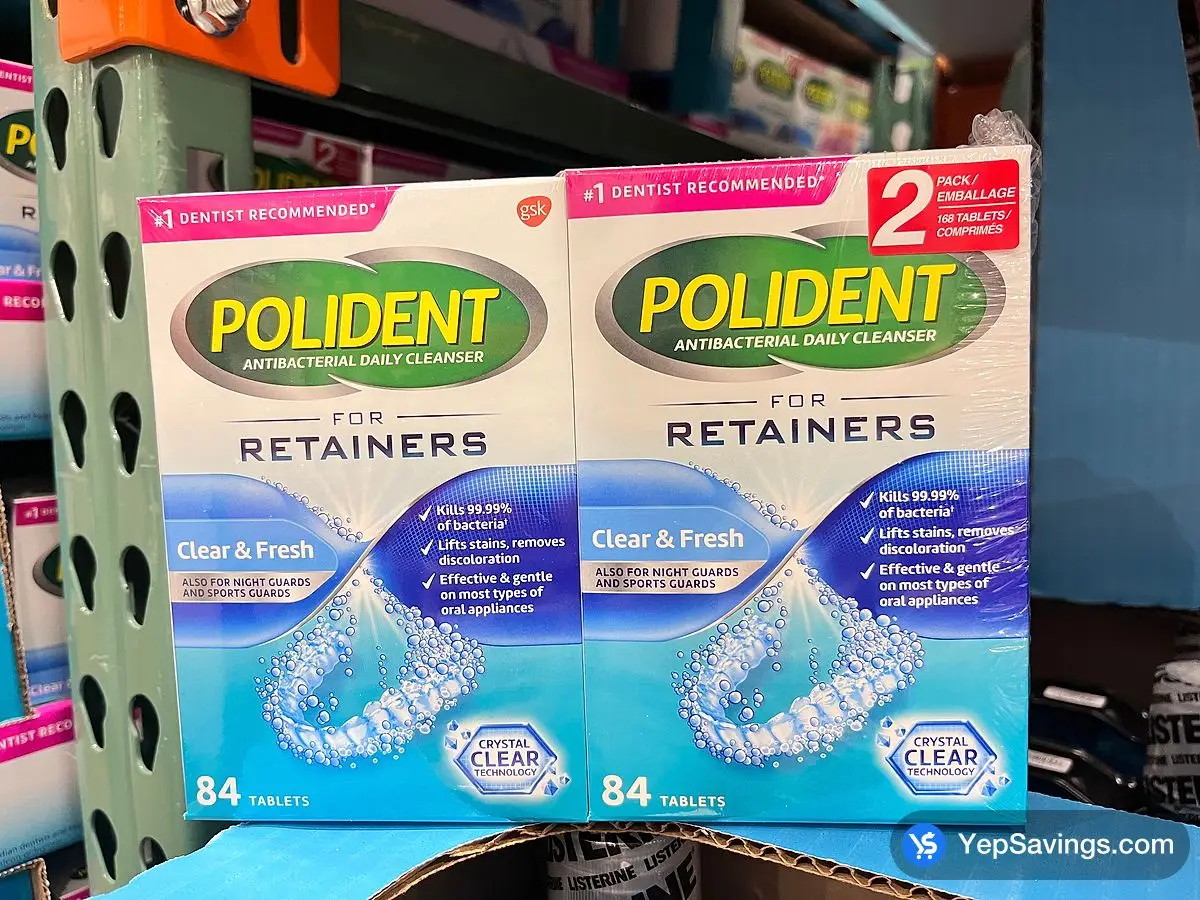 #1 DENTIST RECOMMENDED*
gsk
POLIDENT
ANTIBACTERIAL DAILY CLEANSER
FOR
RETAINERS
Kills 99.99%
of bacteria†
Lifts stains, removes
discoloration
Effective & gentle
on most types of
oral appliances
Clear & Fresh
ALSO FOR NIGHT GUARDS
AND SPORTS GUARDS
CRYSTAL
CLEAR
TECHNOLOGY
84 TABLETS
#1 DENTIST RECOMMENDED*
2 PACK/
EMBALLAGE
168 TABLETS/
COMPRIMÉS
POLIDENT
ANTIBACTERIAL DAILY CLEANSER
FOR
RETAINERS
Kills 99.99%
of bacteria†
Lifts stains, removes
discoloration
Effective & gentle
on most types of
oral appliances
Clear & Fresh
ALSO FOR NIGHT GUARDS
AND SPORTS GUARDS
CRYSTAL
CLEAR
TECHNOLOGY
84 TABLETS
LISTERINE
YepSavings.com